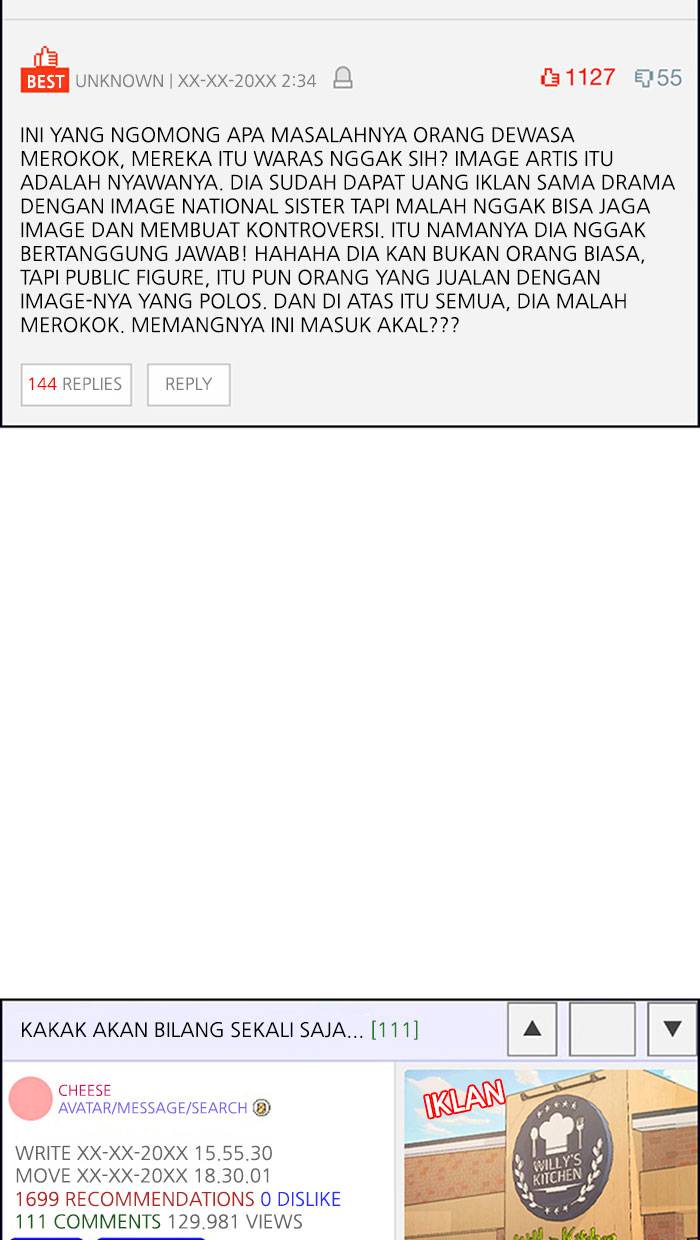 BEST UNKNOWN | XX-XX-20XX 2:34 1127 55
INI YANG NGOMONG APA MASALAHNYA ORANG DEWASA
MEROKOK, MEREKA ITU WARAS NGGAK SIH? IMAGE ARTIS ITU
ADALAH NYAWANYA. DIA SUDAH DAPAT UANG IKLAN SAMA DRAMA
DENGAN IMAGE NATIONAL SISTER TAPI MALAH NGGAK BISA JAGA
IMAGE DAN MEMBUAT KONTROVERSI. ITU NAMANYA DIA NGGAK
BERTANGGUNG JAWAB! HAHAHA DIA KAN BUKAN ORANG BIASA,
TAPI PUBLIC FIGURE, ITU PUN ORANG YANG JUALAN DENGAN
IMAGE-NYA YANG POLOS. DAN DI ATAS ITU SEMUA, DIA MALAH
MEROKOK. MEMANGNYA INI MASUK AKAL???
144 REPLIES REPLY
KAKAK AKAN BILANG SEKALI SAJA... [111]
CHEESE
AVATAR/MESSAGE/SEARCH
WRITE XX-XX-20XX 15.55.30
MOVE XX-XX-20XX 18.30.01
1699 RECOMMENDATIONS 0 DISLIKE
111 COMMENTS 129.981 VIEWS
IKLAN
WILLY'S
KITCHEN